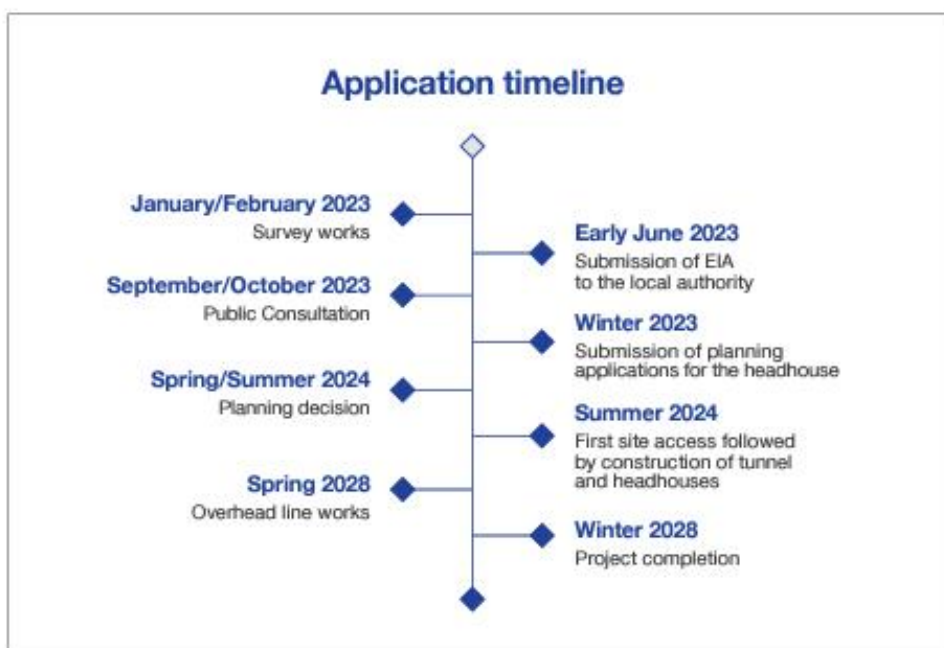 Application timeline
January/February 2023
Survey works
Early June 2023
Submission of EIA
to the local authority
September/October 2023
Public Consultation
Winter 2023
Submission of planning
applications for the headhouse
Spring/Summer 2024
Planning decision
Summer 2024
First site access followed
by construction of tunnel
and headhouses
Spring 2028
Overhead line works
Winter 2028
Project completion